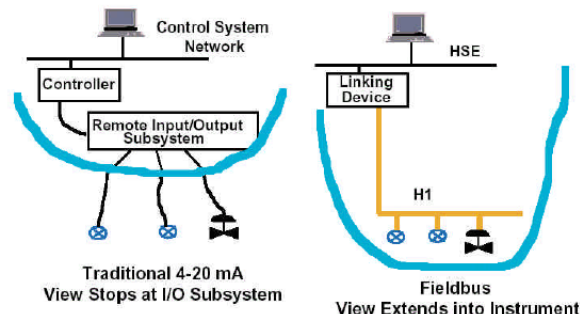 Control System
Network
Controller
Remote Input/Output
Subsystem
Traditional 4-20 mA
View Stops at I/O Subsystem
HSE
Linking
Device
H1
Fieldbus
View Extends into Instrument